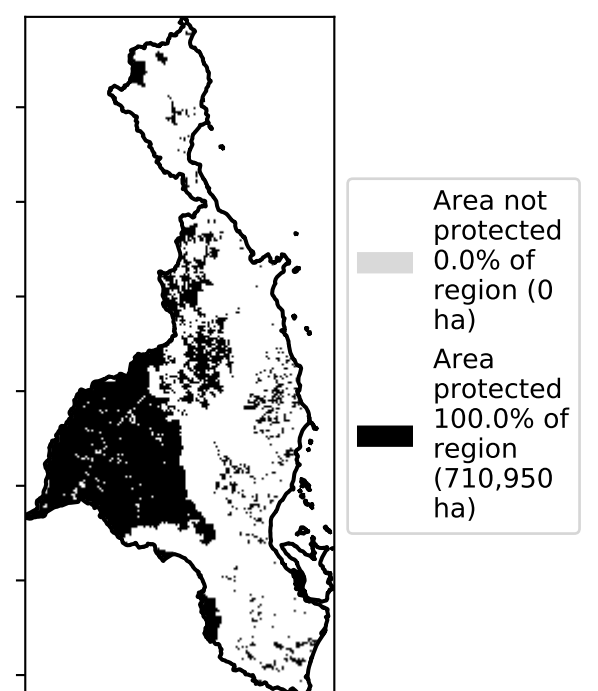 Area not
protected
0.0% of
region (0
ha)
Area
protected
100.0% of
region
(710,950
ha)